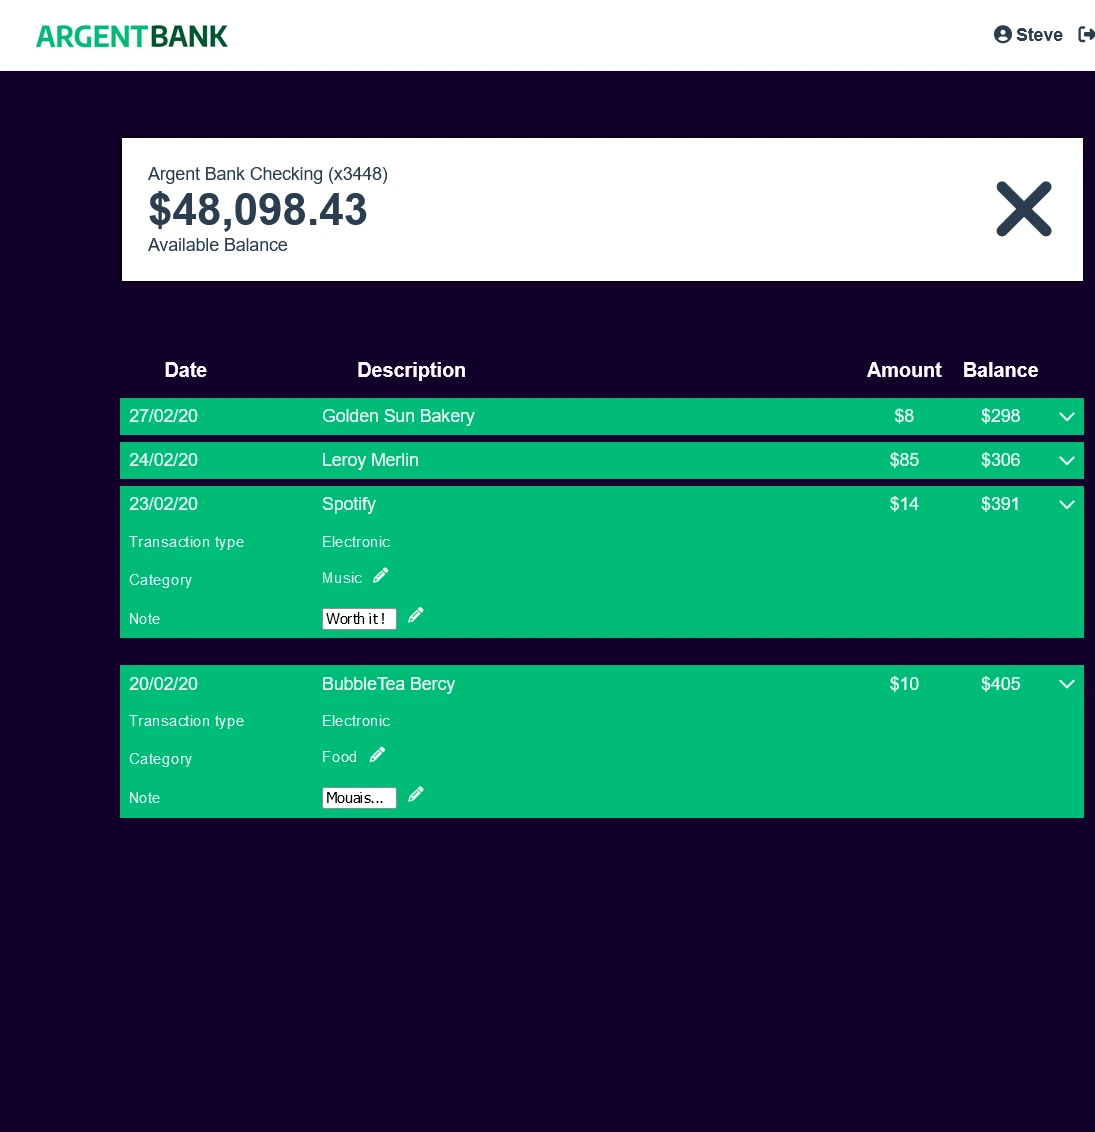 ARGENTBANK
Steve
Argent Bank Checking (x3448)
$48,098.43
Available Balance
Date Description Amount Balance
27/02/20 Golden Sun Bakery $8 $298
24/02/20 Leroy Merlin $85 $306
23/02/20 Spotify $14 $391
Transaction type Electronic
Category Music
Note Worth it !
20/02/20 BubbleTea Bercy $10 $405
Transaction type Electronic
Category Food
Note Mouais...